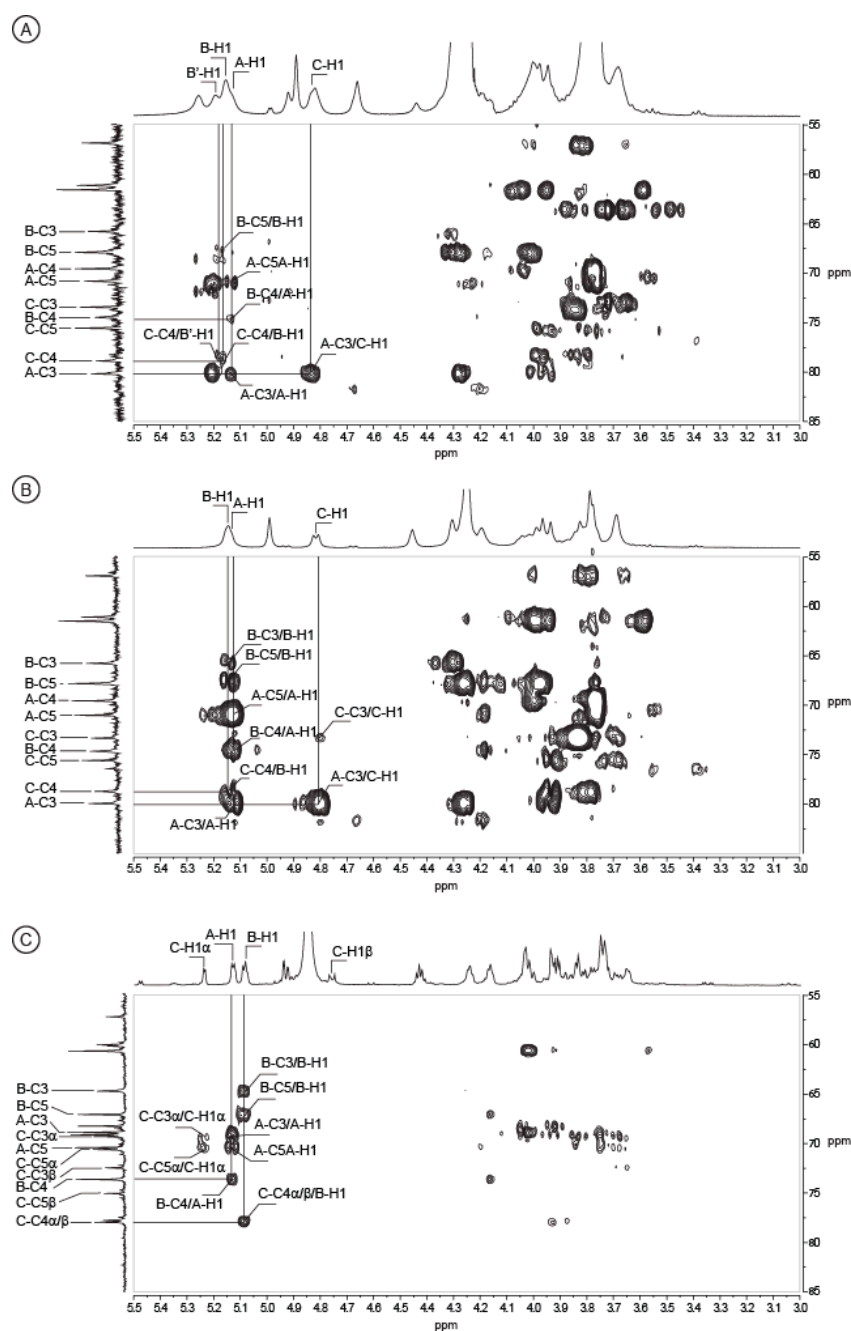 A
B-H1
A-H1
B'-H1
C-H1
55
60
65
70
ppm
75
80
85
B-C3
B-C5
A-C4
A-C5
C-C3
B-C4
C-C5
C-C4
A-C3
B-C5/B-H1
A-C5A-H1
B-C4/A-H1
C-C4/B'-H1
C-C4/B-H1
A-C3/C-H1
A-C3/A-H1
5.5 5.4 5.3 5.2 5.1 5.0 4.9 4.8 4.7 4.6 4.5 4.4 4.3 4.2 4.1 4.0 3.9 3.8 3.7 3.6 3.5 3.4 3.3 3.2 3.1 3.0
ppm
ppm
B
B-H1
A-H1
C-H1
55
60
65
70
ppm
75
80
B-C3
B-C5
A-C4
A-C5
C-C3
B-C4
C-C5
C-C4
A-C3
B-C3/B-H1
B-C5/B-H1
A-C5/A-H1
C-C3/C-H1
B-C4/A-H1
C-C4/B-H1
A-C3/C-H1
A-C3/A-H1
5.5 5.4 5.3 5.2 5.1 5.0 4.9 4.8 4.7 4.6 4.5 4.4 4.3 4.2 4.1 4.0 3.9 3.8 3.7 3.6 3.5 3.4 3.3 3.2 3.1 3.0
ppm
ppm
C
A-H1
B-H1
C-H1α
C-H1β
55
60
65
70
ppm
75
80
85
B-C3
B-C5
A-C3
C-C3α
A-C5
C-C5α
C-C3β
B-C4
C-C5β
C-C4α/β
B-C3/B-H1
B-C5/B-H1
C-C3α/C-H1α
A-C3/A-H1
A-C5A-H1
C-C5α/C-H1α
B-C4/A-H1
C-C4α/β/B-H1
5.5 5.4 5.3 5.2 5.1 5.0 4.9 4.8 4.7 4.6 4.5 4.4 4.3 4.2 4.1 4.0 3.9 3.8 3.7 3.6 3.5 3.4 3.3 3.2 3.1 3.0
ppm